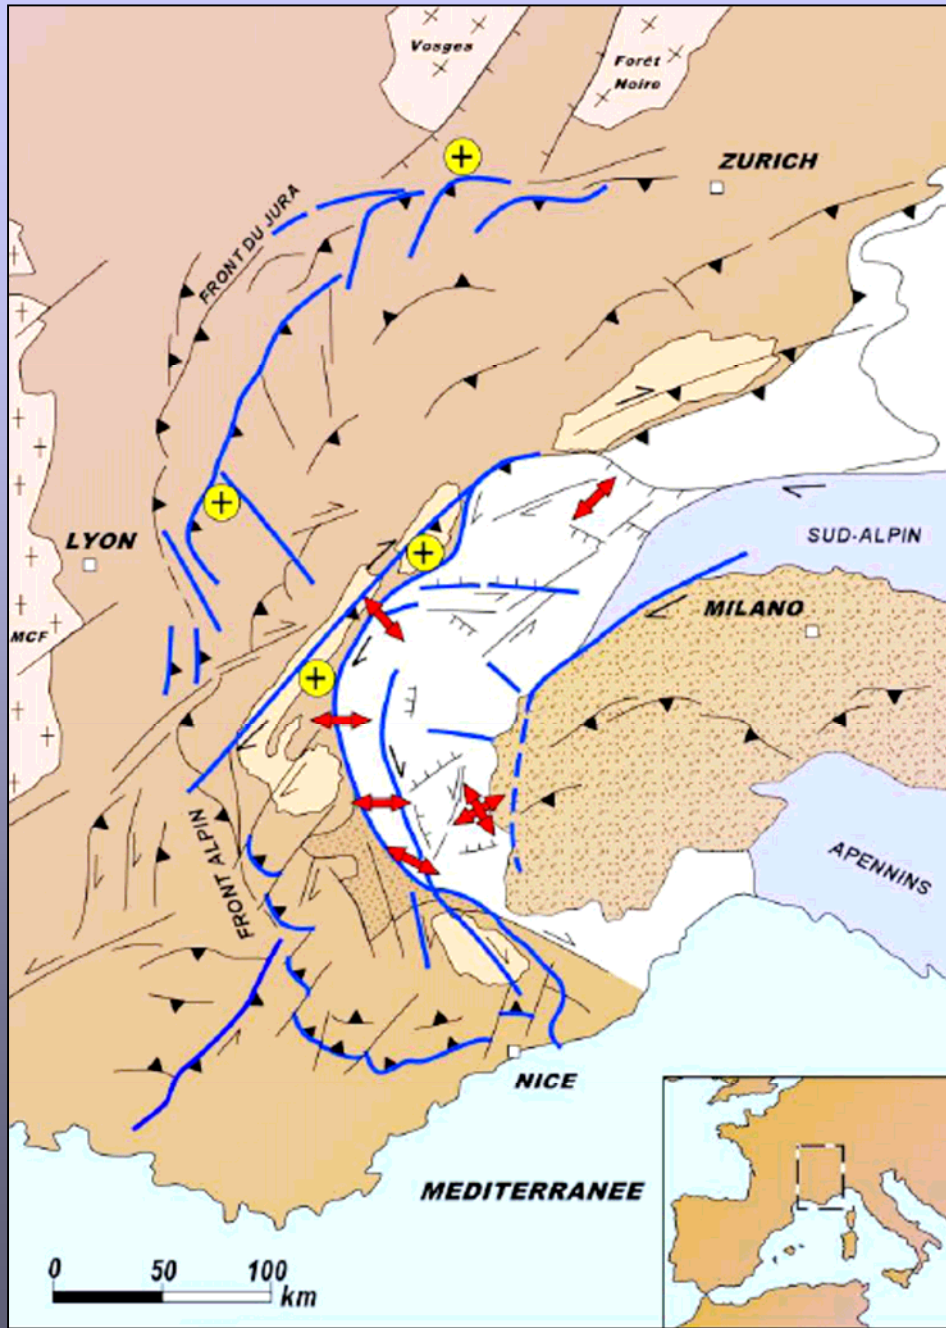 Vosges
Forêt
Noire
ZURICH
FRONT DU JURA
LYON
SUD-ALPIN
MILANO
MCF
FRONT ALPIN
APENNINS
NICE
MEDITERRANEE
0 50 100
km